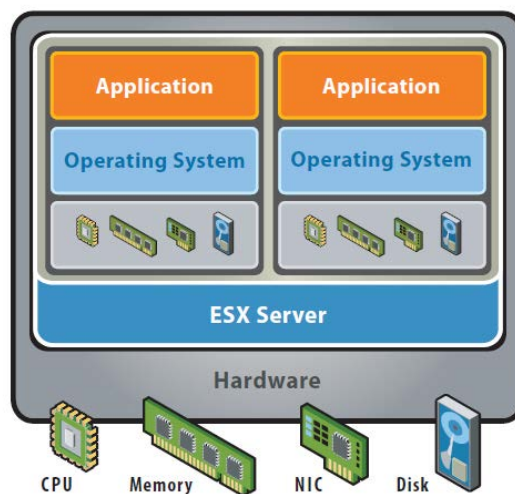 Application Application
Operating System Operating System
ESX Server
Hardware
CPU Memory NIC Disk